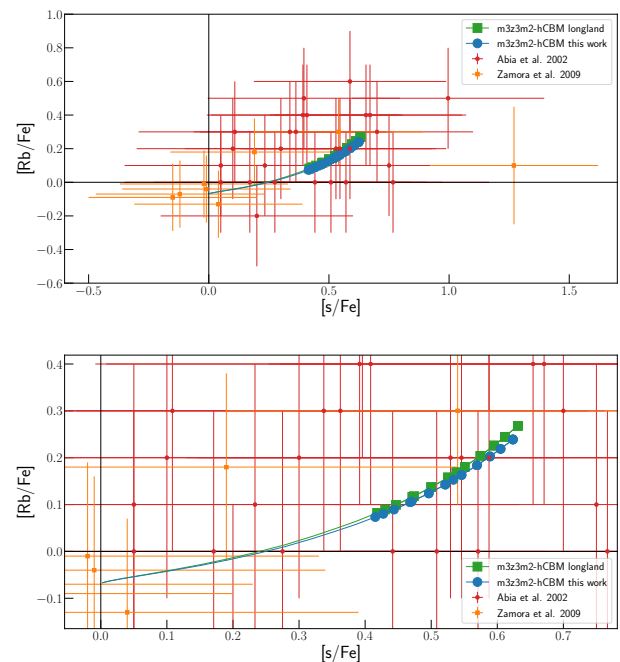 1.0
0.8
0.6
0.4
0.2
0.0
−0.2
−0.4
−0.6
[Rb/Fe]
m3z3m2-hCBM longland
m3z3m2-hCBM this work
Abia et al. 2002
Zamora et al. 2009
−0.5 0.0 0.5 1.0 1.5
[s/Fe]
0.4
0.3
0.2
0.1
0.0
−0.1
[Rb/Fe]
m3z3m2-hCBM longland
m3z3m2-hCBM this work
Abia et al. 2002
Zamora et al. 2009
0.0 0.1 0.2 0.3 0.4 0.5 0.6 0.7
[s/Fe]